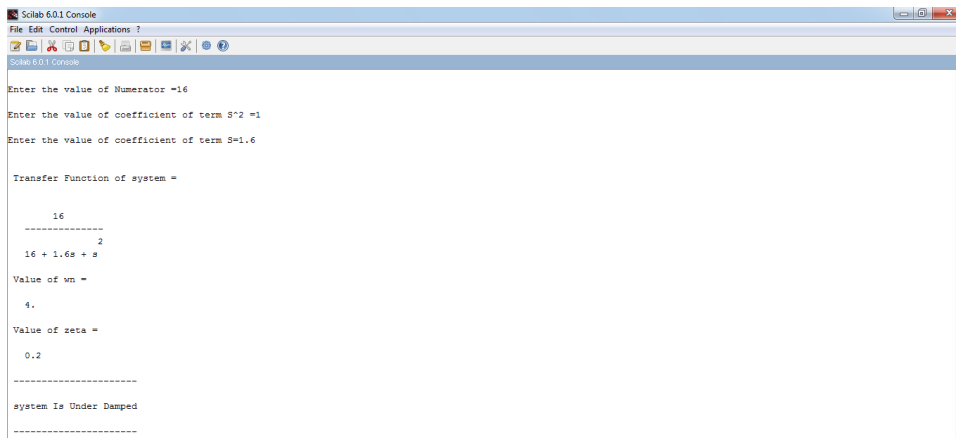 Scilab 6.0.1 Console
File Edit Control Applications ?
Scilab 6.0.1 Console
Enter the value of Numerator =16
Enter the value of coefficient of term S^2 =1
Enter the value of coefficient of term S=1.6
Transfer Function of system =
16
--------------
2
16 + 1.6s + s
Value of wn =
4.
Value of zeta =
0.2
----------------------
system Is Under Damped
----------------------